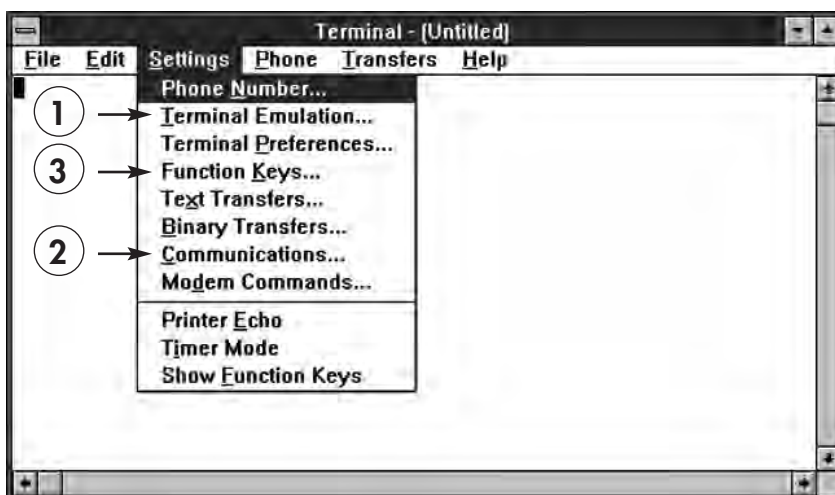 Terminal - (Untitled)
File Edit Settings Phone Transfers Help
Phone Number...
1 Terminal Emulation...
Terminal Preferences...
3 Function Keys...
Text Transfers...
Binary Transfers...
2 Communications...
Modem Commands...
Printer Echo
Timer Mode
Show Function Keys